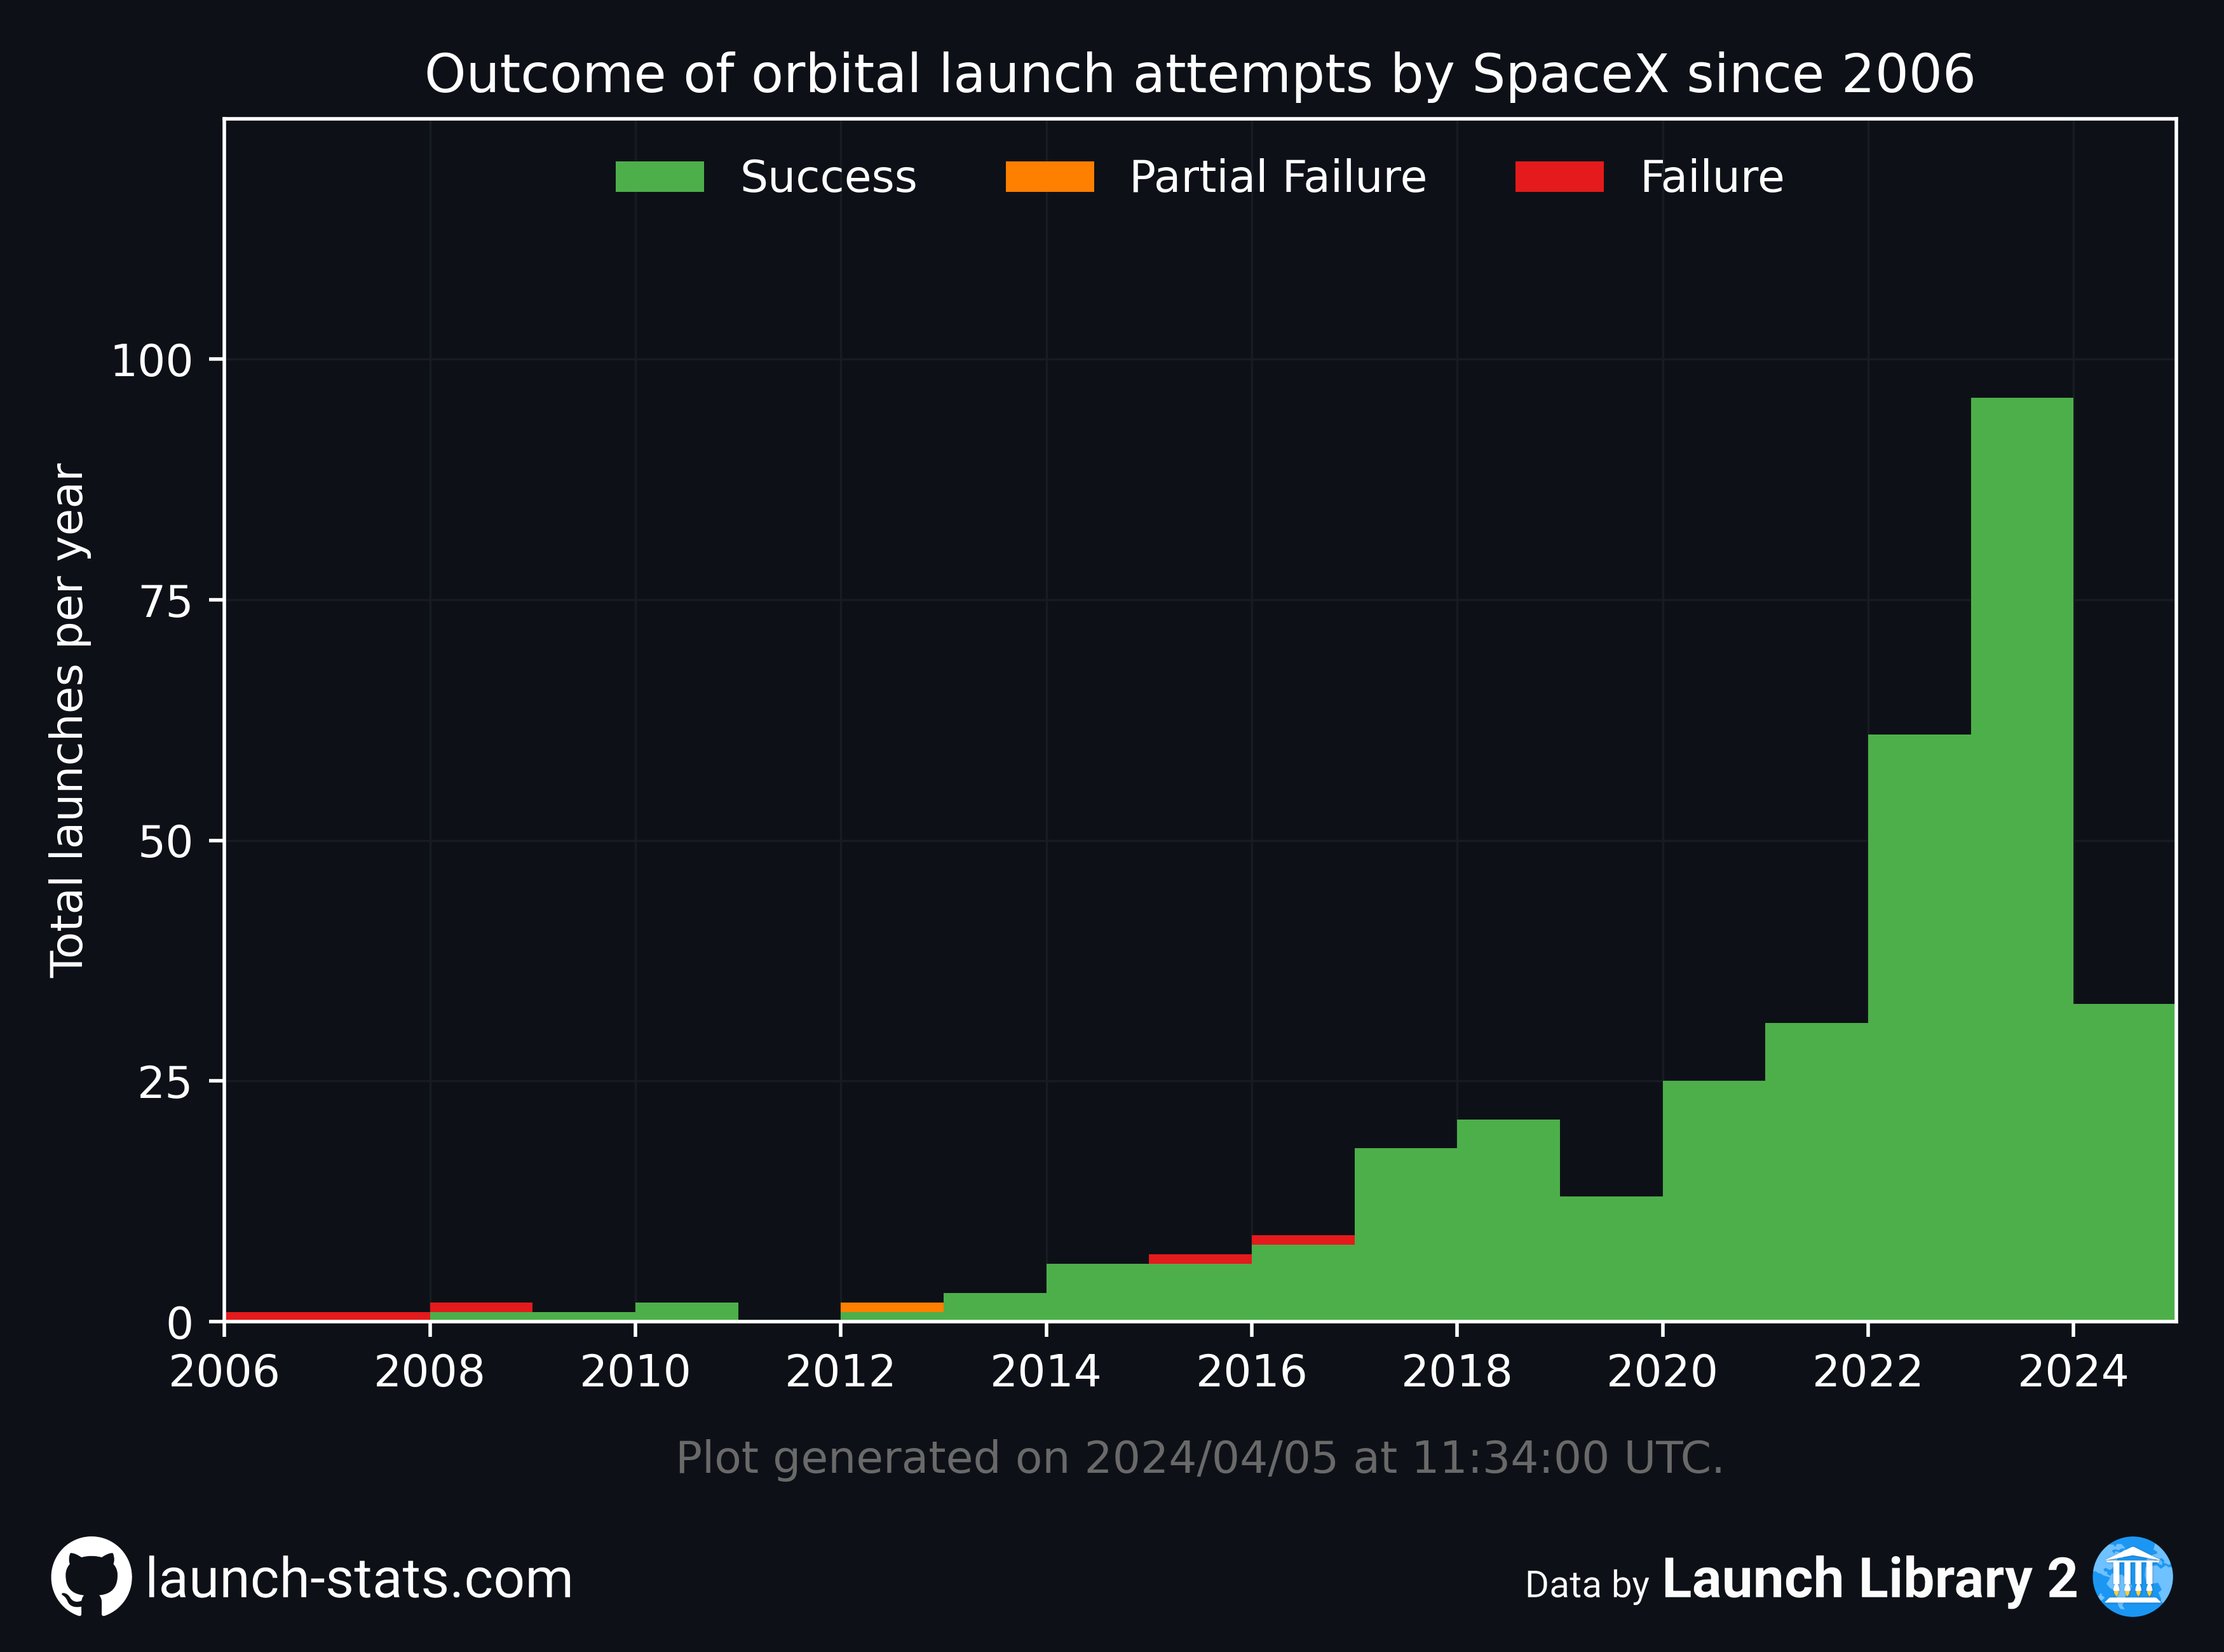 Outcome of orbital launch attempts by SpaceX since 2006
Success Partial Failure Failure
Total launches per year
100
75
50
25
0
2006 2008 2010 2012 2014 2016 2018 2020 2022 2024
Plot generated on 2024/04/05 at 11:34:00 UTC.
launch-stats.com
Data by Launch Library 2